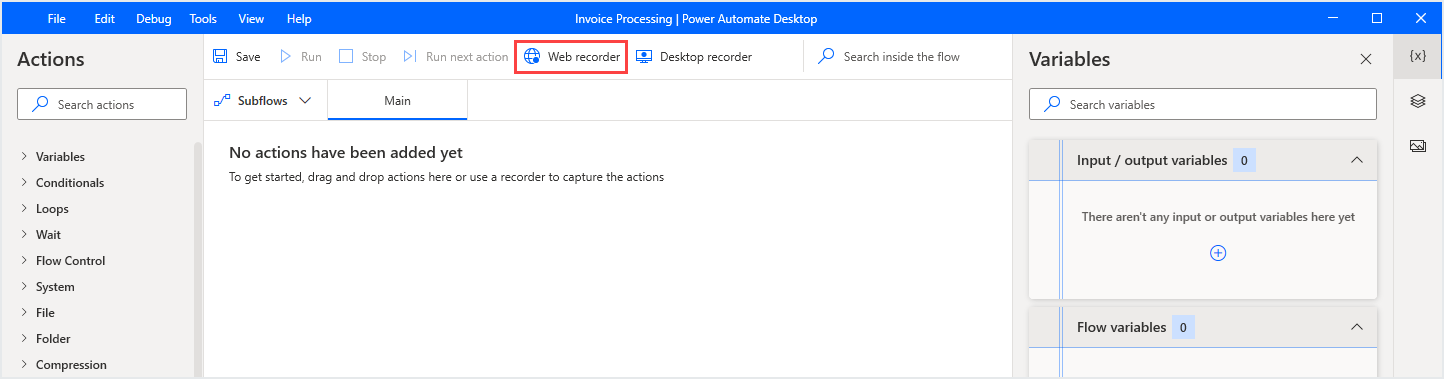 File Edit Debug Tools View Help Invoice Processing | Power Automate Desktop
Actions
Search actions
Variables
Conditionals
Loops
Wait
Flow Control
System
File
Folder
Compression
Save Run Stop Run next action Web recorder Desktop recorder Search inside the flow
Subflows Main
No actions have been added yet
To get started, drag and drop actions here or use a recorder to capture the actions
Variables
Search variables
Input / output variables 0
There aren't any input or output variables here yet
Flow variables 0
{x}